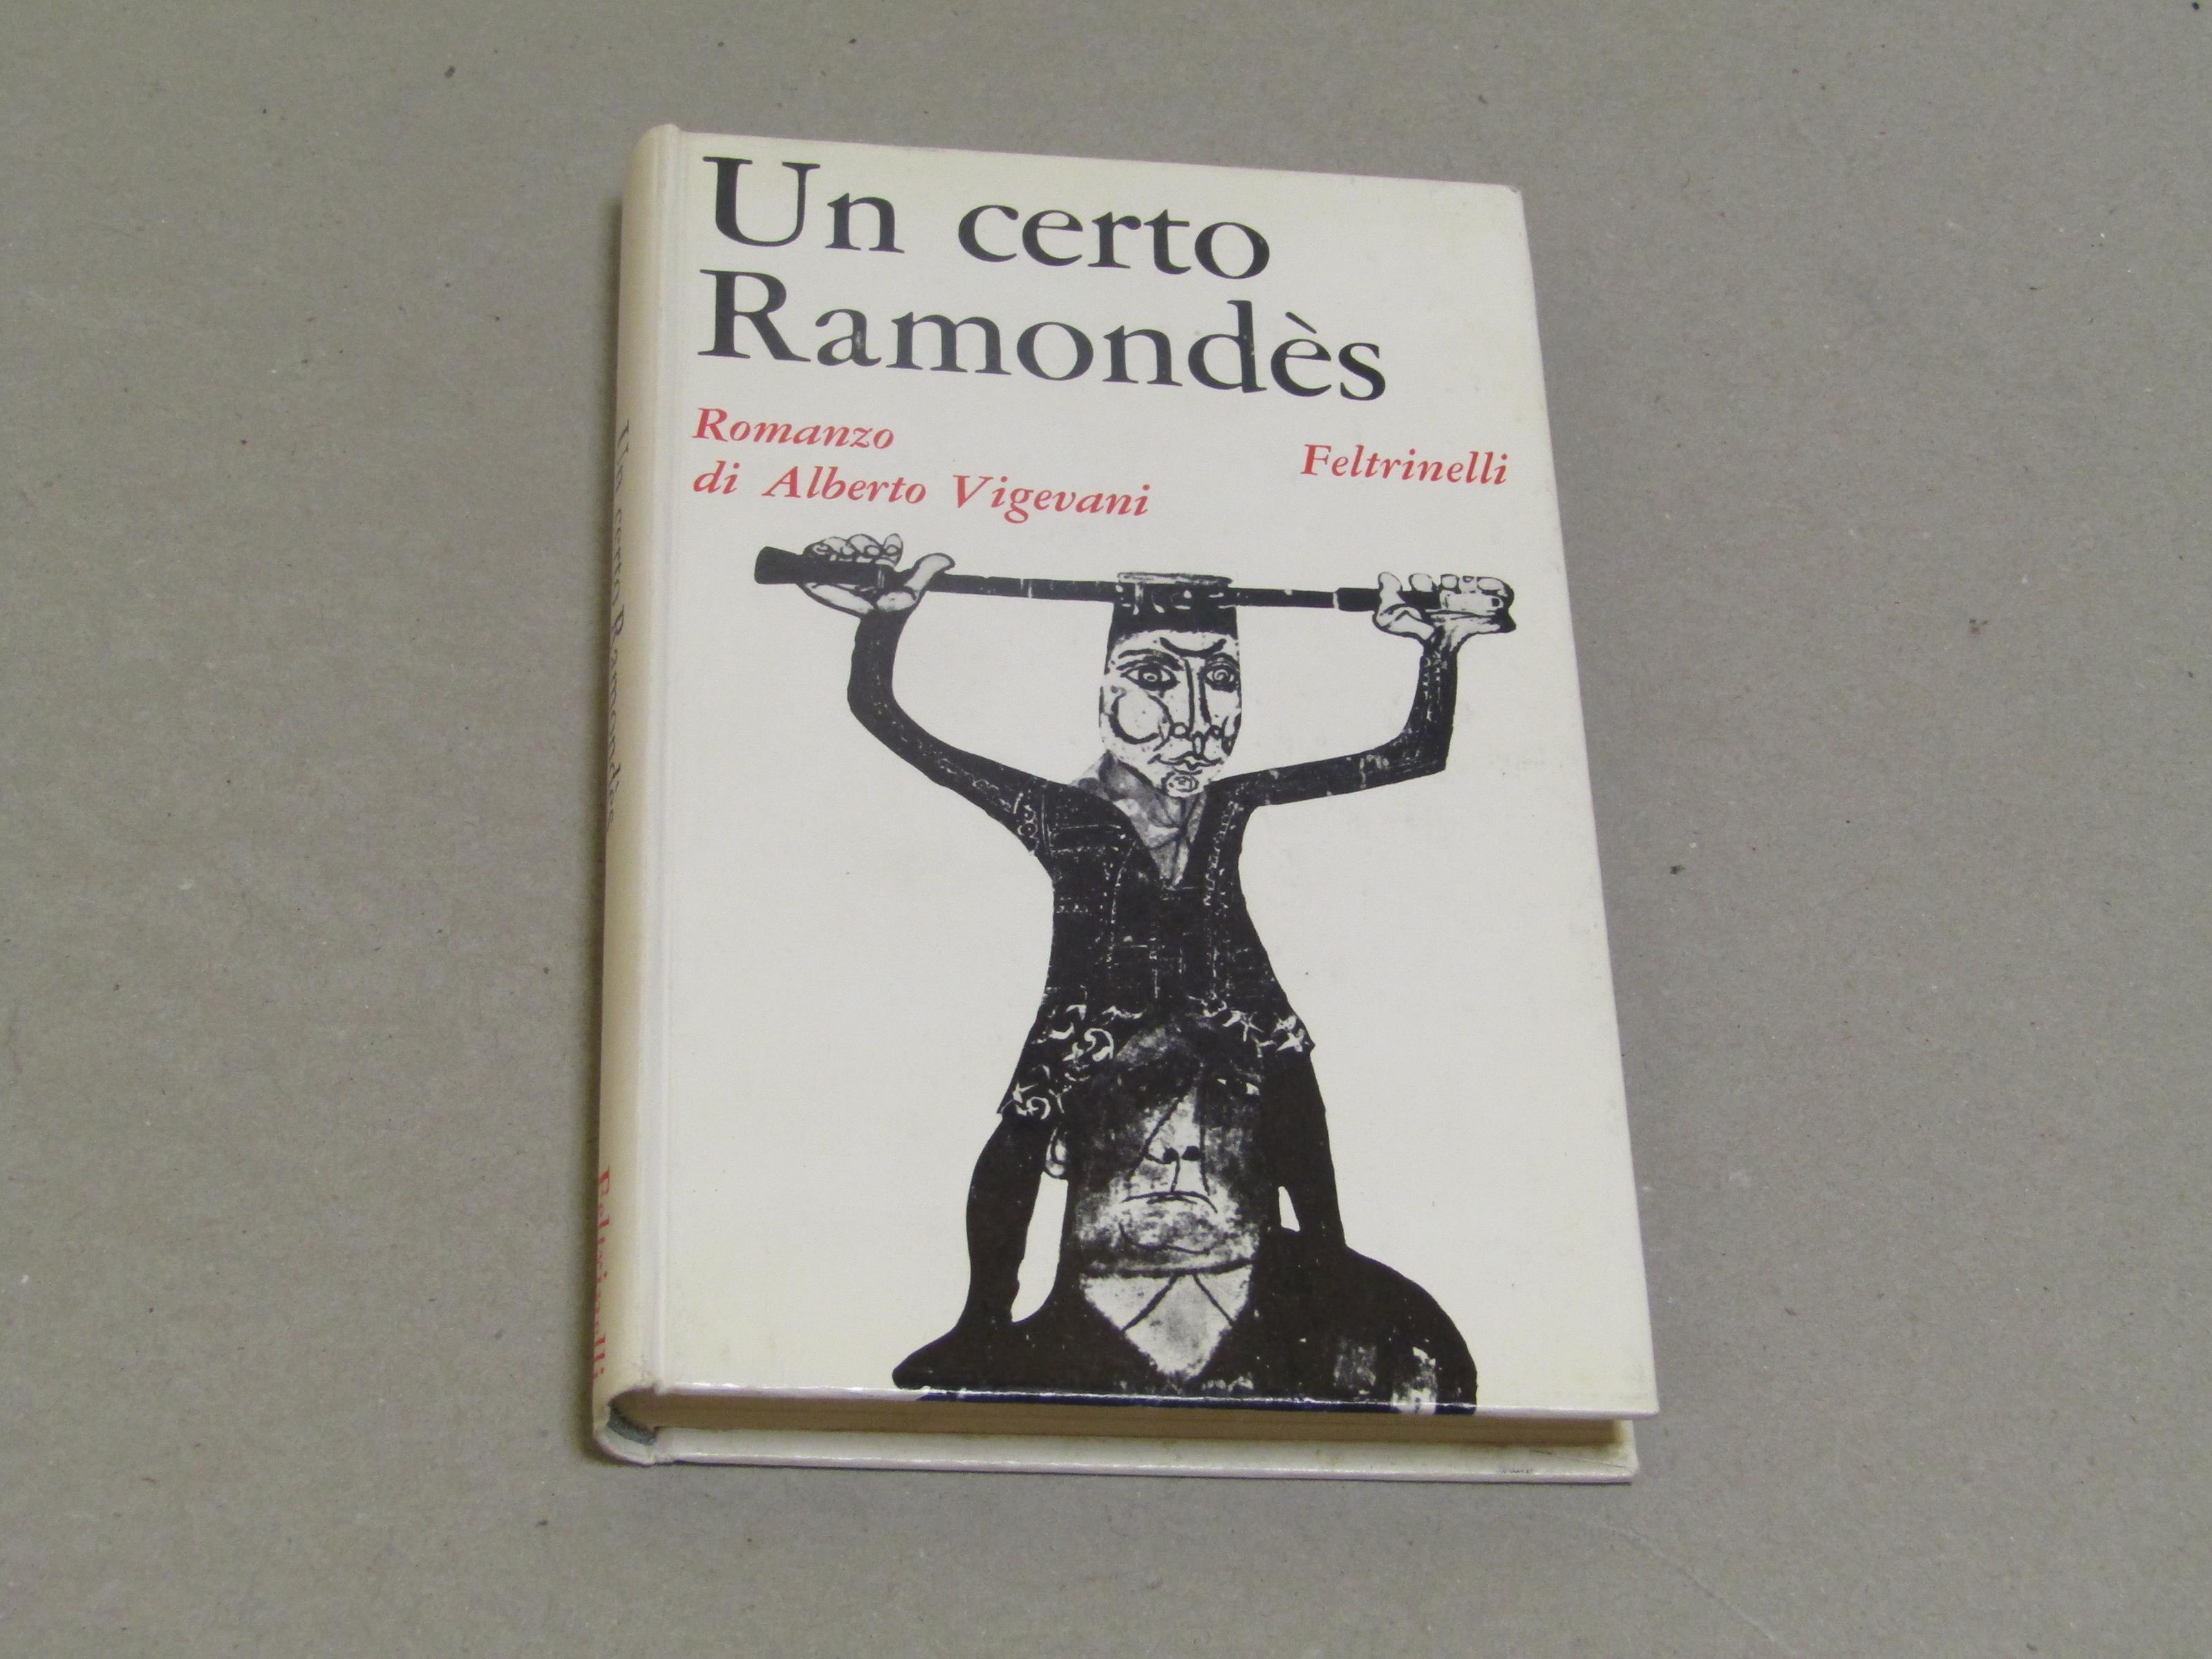 Un certo
Ramondès
Romanzo
di Alberto Vigevani
Feltrinelli
Un certo Ramondès
Feltrinelli